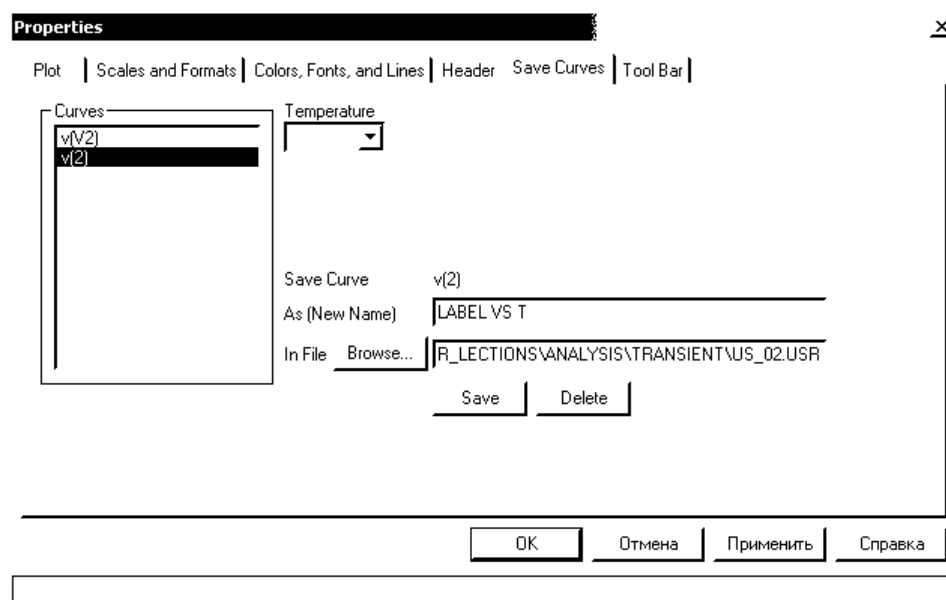 Properties
Plot Scales and Formats Colors, Fonts, and Lines Header Save Curves Tool Bar
Curves Temperature
v(V2)
v(2)
Save Curve v(2)
As (New Name) LABEL VS T
In File Browse... R_LECTIONS\ANALYSIS\TRANSIENT\US_02.USR
Save Delete
OK Отмена Применить Справка